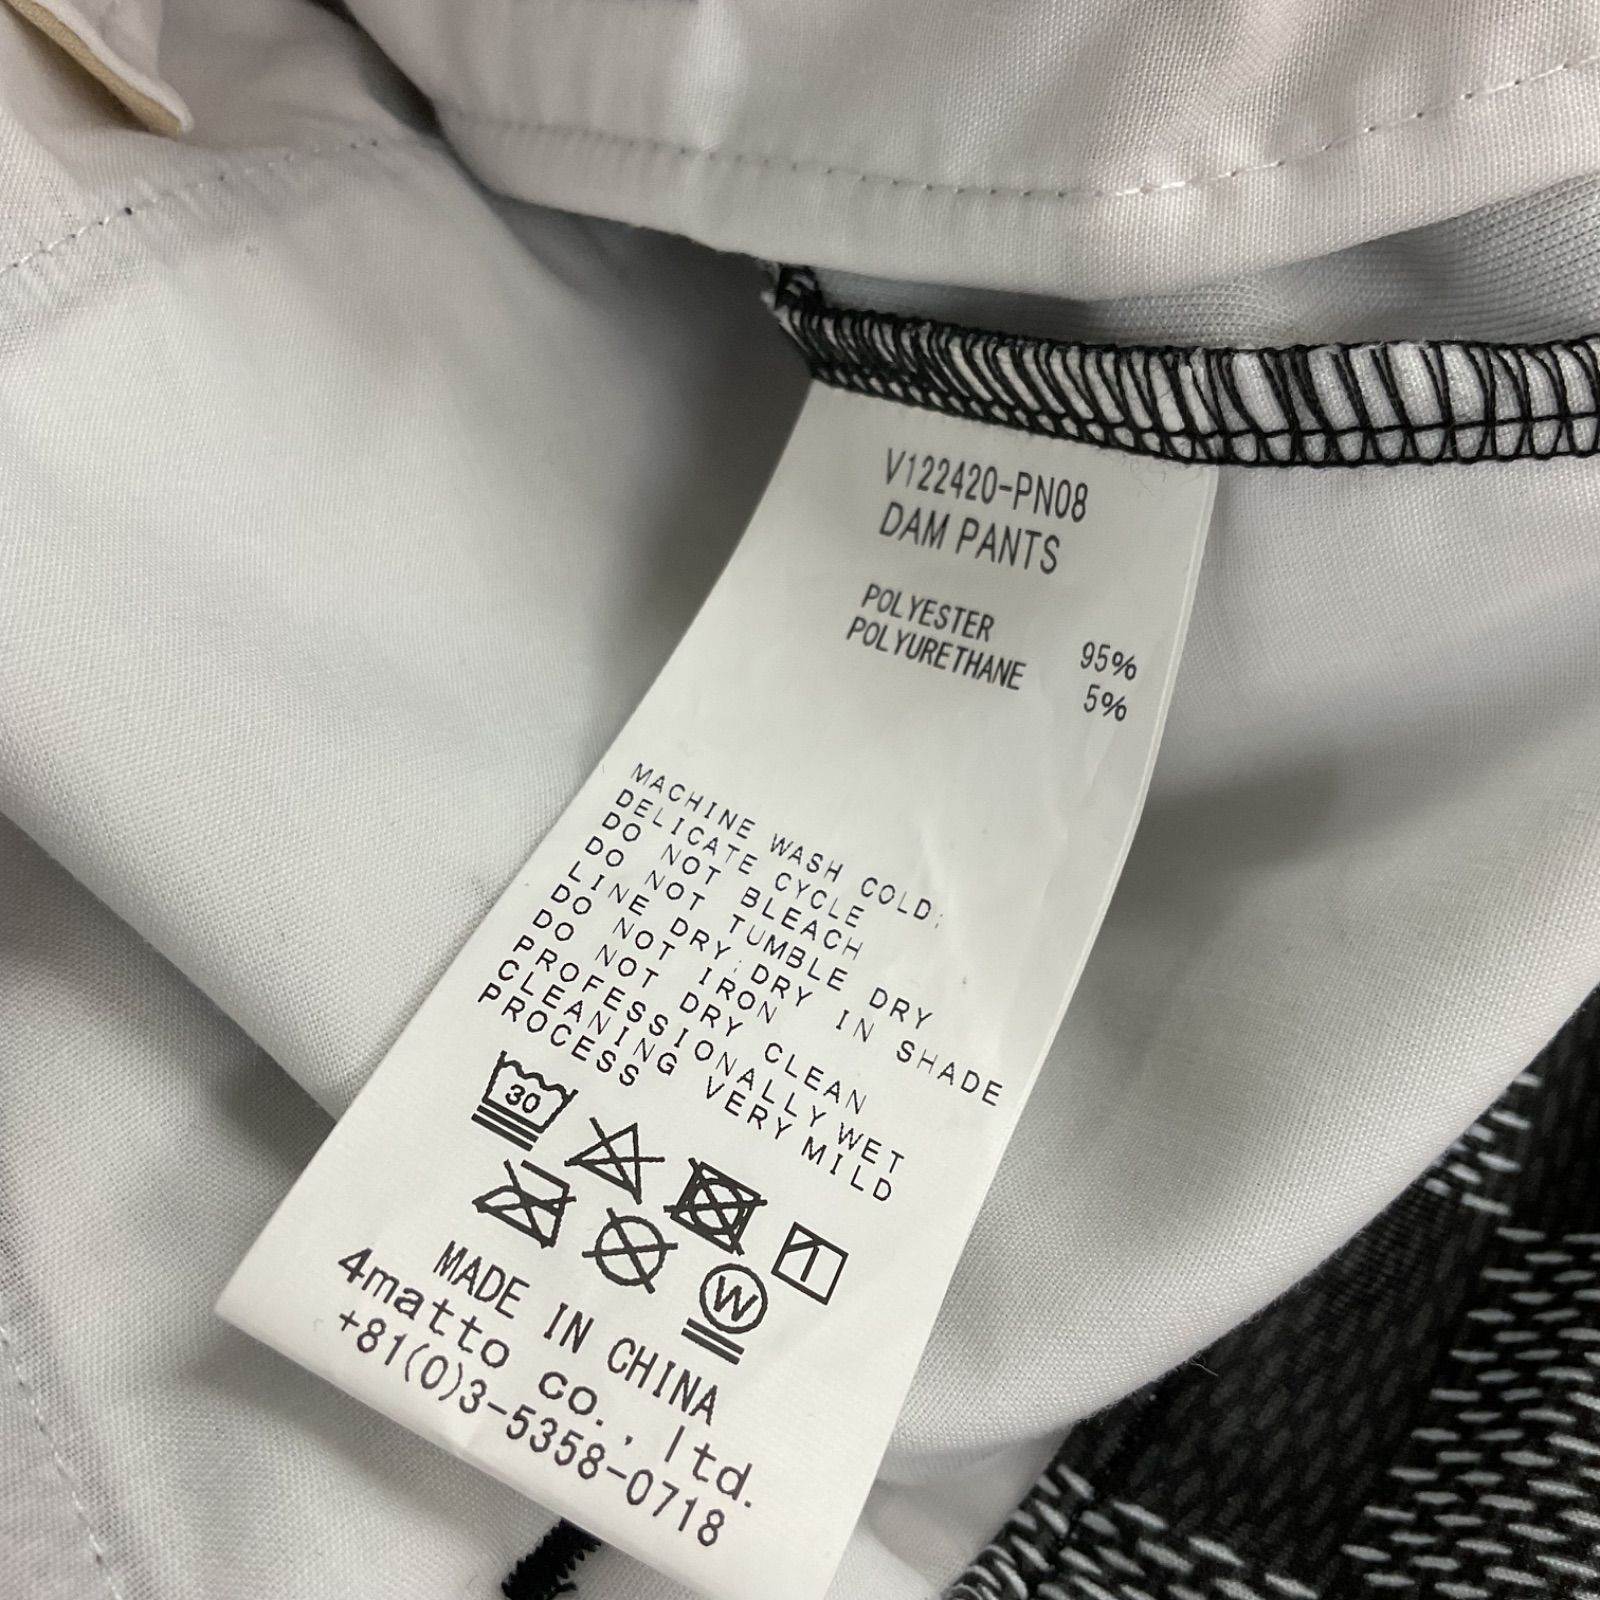 V122420-PN08
DAM PANTS
POLYESTER 95%
POLYURETHANE 5%
MACHINE WASH COLD;
DELICATE CYCLE
DO NOT BLEACH
DO NOT TUMBLE DRY
LINE DRY;DRY IN SHADE
DO NOT IRON
DO NOT DRY CLEAN
PROFESSIONALLY WET
CLEANING VERY MILD
PROCESS
30
W
MADE IN CHINA
4matto co., ltd.
+81(0)3-5358-0718